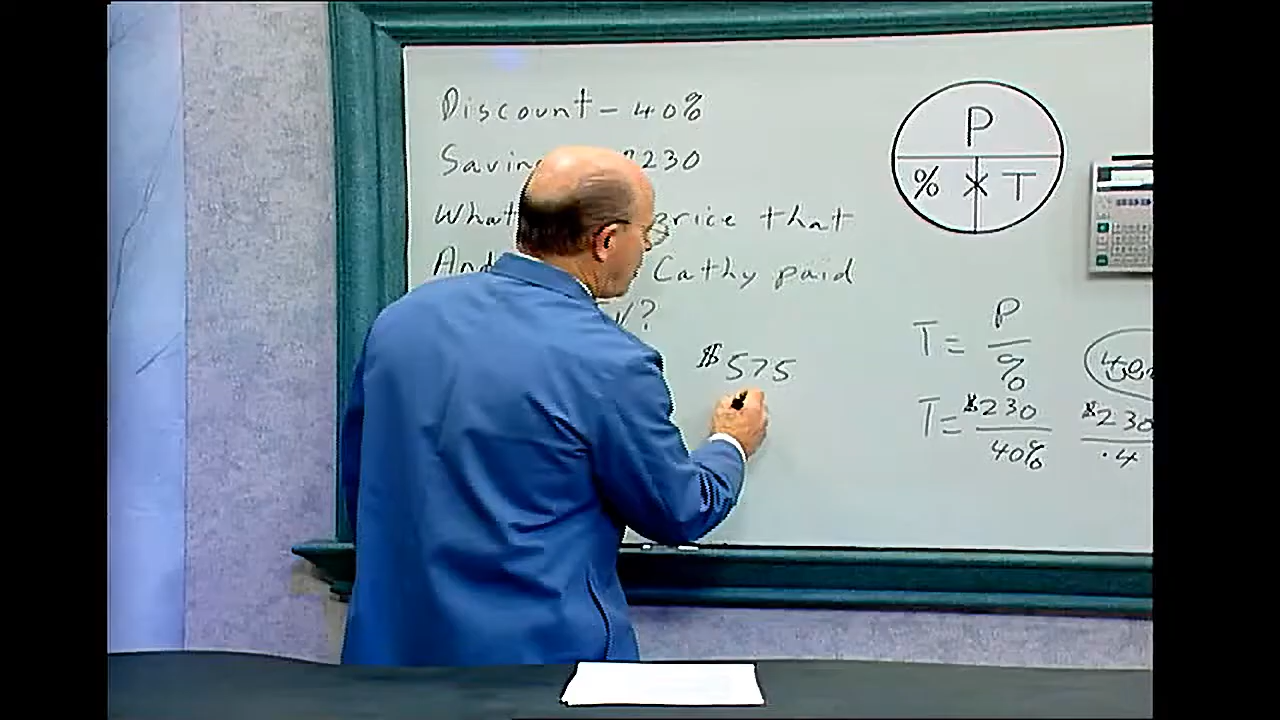 Discount - 40%
Savin 230
What rice that
And Cathy paid
V?
$575
P
% × T
T = P / %
T = $230 / 40%
$230 / .4